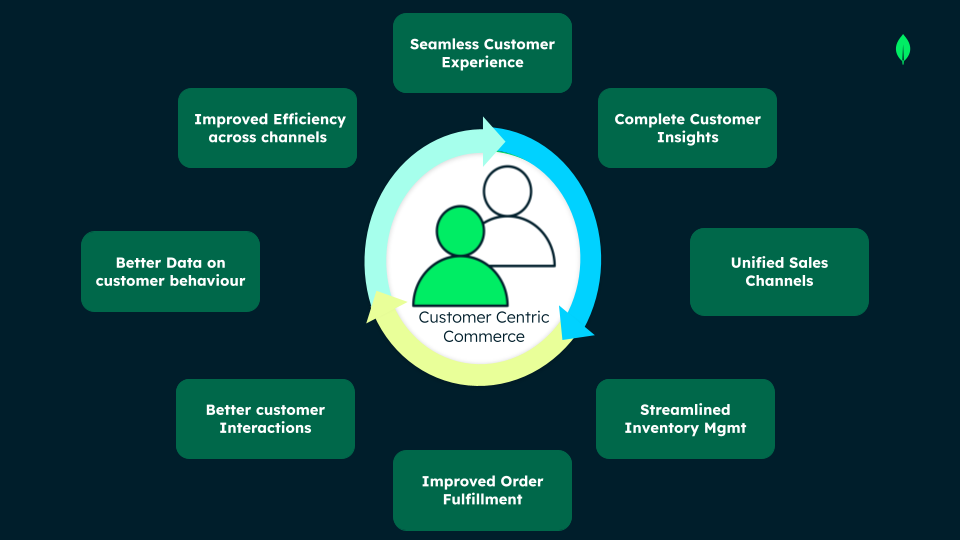 Seamless Customer
Experience
Improved Efficiency
across channels
Complete Customer
Insights
Better Data on
customer behaviour
Unified Sales
Channels
Customer Centric
Commerce
Better customer
Interactions
Streamlined
Inventory Mgmt
Improved Order
Fulfillment